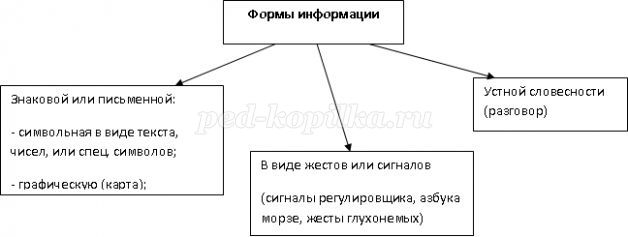 Формы информации
Знаковой или письменной:
- символьная в виде текста,
чисел, или спец. символов;
- графическую (карта);
В виде жестов или сигналов
(сигналы регулировщика, азбука
морзе, жесты глухонемых)
Устной словесности
(разговор)
ped-kopilka.ru